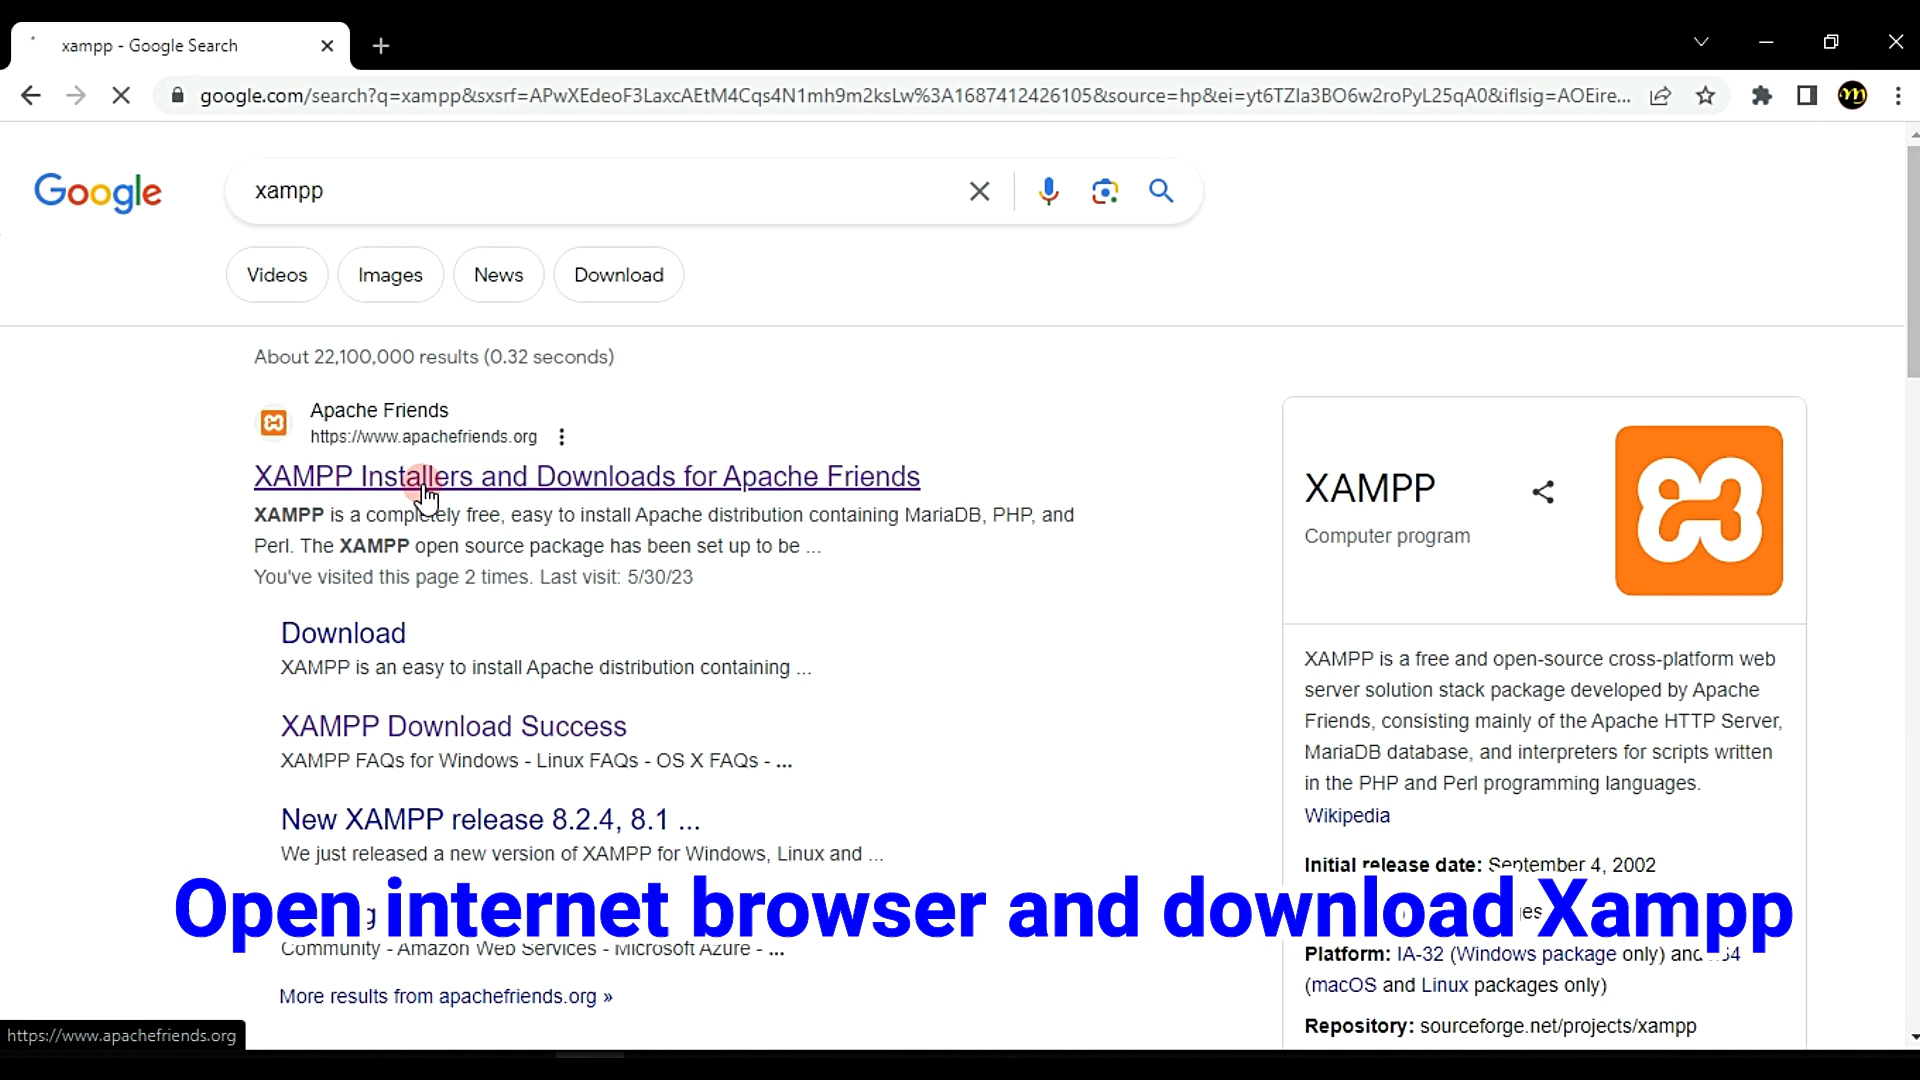 xampp - Google Search
google.com/search?q=xampp&sxsrf=APwXEdeoF3LaxcAEtM4Cqs4N1mh9m2ksLw%3A1687412426105&source=hp&ei=yt6TZIa3BO6w2roPyL25qA0&iflsig=AOEire...
Google
xampp
Videos
Images
News
Download
About 22,100,000 results (0.32 seconds)
Apache Friends
https://www.apachefriends.org
XAMPP Installers and Downloads for Apache Friends
XAMPP is a completely free, easy to install Apache distribution containing MariaDB, PHP, and
Perl. The XAMPP open source package has been set up to be ...
You've visited this page 2 times. Last visit: 5/30/23
Download
XAMPP is an easy to install Apache distribution containing ...
XAMPP Download Success
XAMPP FAQs for Windows - Linux FAQs - OS X FAQs - ...
New XAMPP release 8.2.4, 8.1 ...
We just released a new version of XAMPP for Windows, Linux and ...
Community - Amazon Web Services - Microsoft Azure - ...
More results from apachefriends.org »
XAMPP
Computer program
XAMPP is a free and open-source cross-platform web
server solution stack package developed by Apache
Friends, consisting mainly of the Apache HTTP Server,
MariaDB database, and interpreters for scripts written
in the PHP and Perl programming languages.
Wikipedia
Initial release date: September 4, 2002
Platform: IA-32 (Windows package only) and
(macOS and Linux packages only)
Repository: sourceforge.net/projects/xampp
Open internet browser and download Xampp
https://www.apachefriends.org